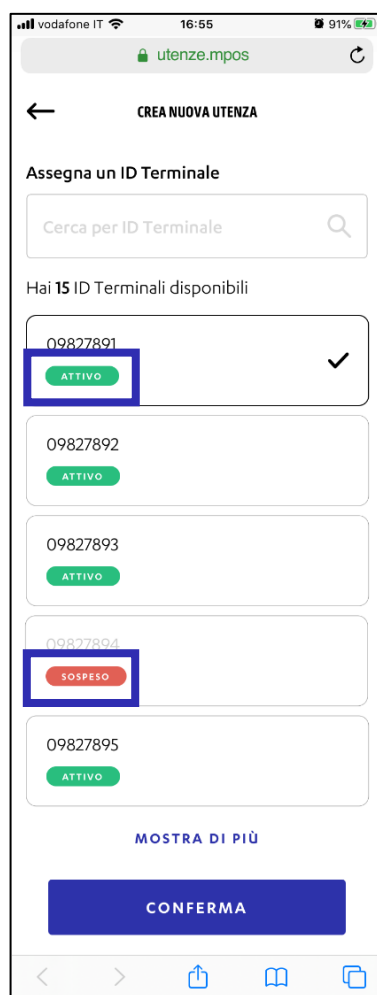 vodafone IT 16:55 91%
utenze.mpos
CREA NUOVA UTENZA
Assegna un ID Terminale
Cerca per ID Terminale
Hai 15 ID Terminali disponibili
09827891
ATTIVO
09827892
ATTIVO
09827893
ATTIVO
09827894
SOSPESO
09827895
ATTIVO
MOSTRA DI PIÙ
CONFERMA